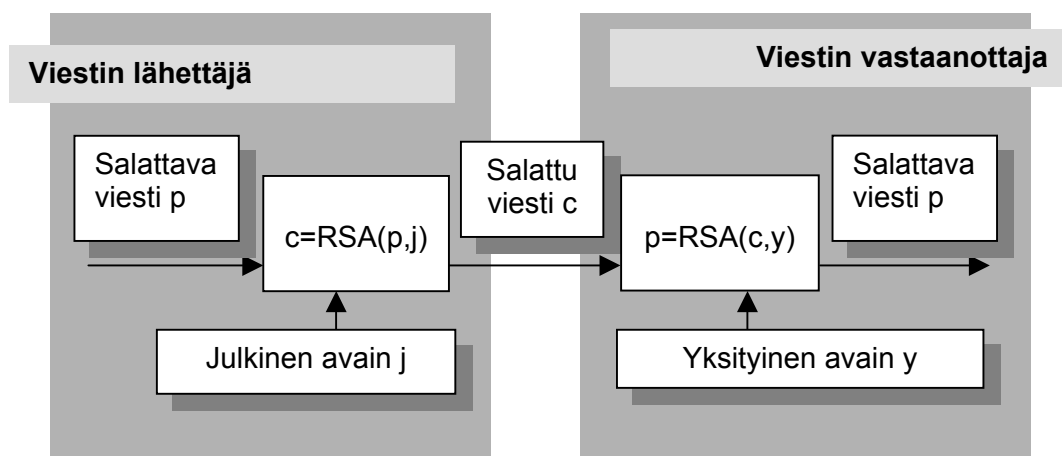 Viestin lähettäjä
Salattava
viesti p
c=RSA(p,j)
Julkinen avain j
Salattu
viesti c
Viestin vastaanottaja
p=RSA(c,y)
Salattava
viesti p
Yksityinen avain y